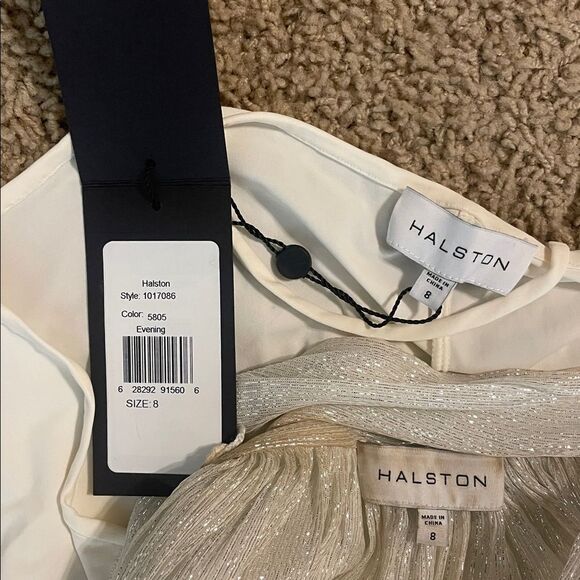 Halston
Style: 1017086
Color: 5805
Evening
6 28292 91560 6
SIZE: 8
HALSTON
MADE IN
CHINA
8
HALSTON
MADE IN
CHINA
8